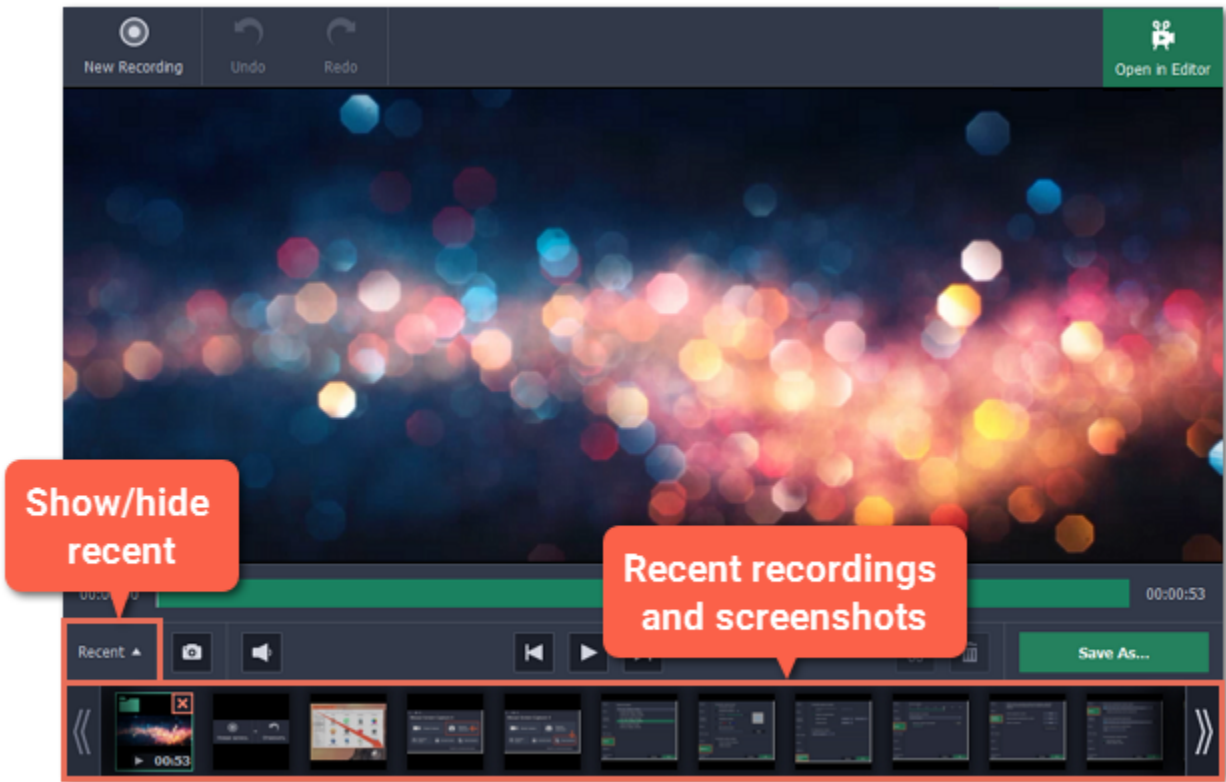 New Recording
Undo
Redo
Open in Editor
Show/hide
recent
Recent recordings
and screenshots
00:00:53
Recent
Save As...
00:53